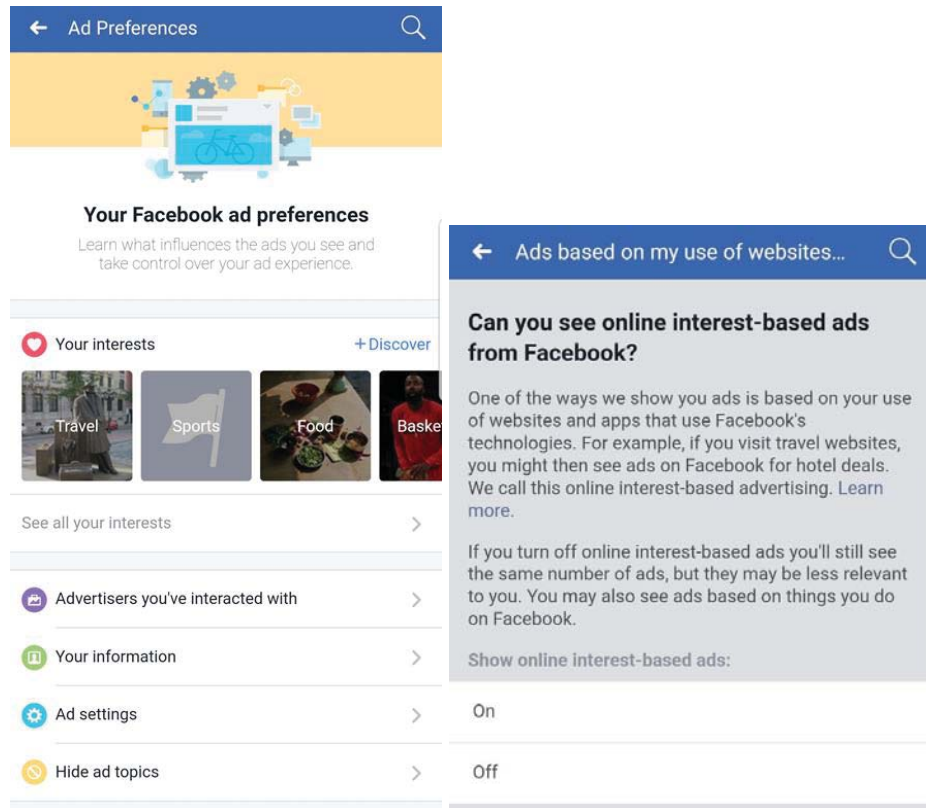 Ad Preferences
Your Facebook ad preferences
Learn what influences the ads you see and
take control over your ad experience.
Your interests
+Discover
Travel
Sports
Food
Baske
See all your interests
Advertisers you've interacted with
Your information
Ad settings
Hide ad topics
Ads based on my use of websites...
Can you see online interest-based ads
from Facebook?
One of the ways we show you ads is based on your use
of websites and apps that use Facebook's
technologies. For example, if you visit travel websites,
you might then see ads on Facebook for hotel deals.
We call this online interest-based advertising. Learn
more.
If you turn off online interest-based ads you'll still see
the same number of ads, but they may be less relevant
to you. You may also see ads based on things you do
on Facebook.
Show online interest-based ads:
On
Off